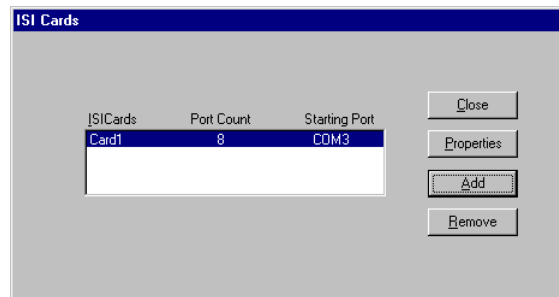 ISI Cards
ISICards Port Count Starting Port
Card1 8 COM3
Close
Properties
Add
Remove